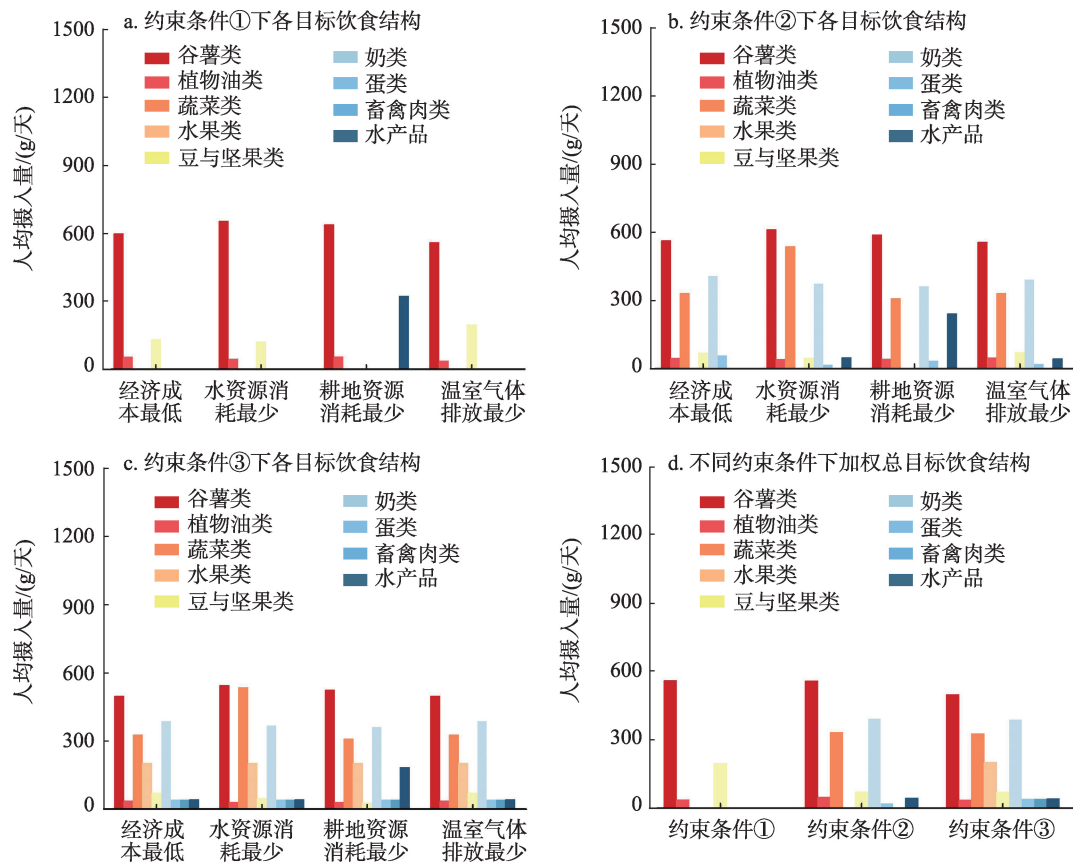 a. 约束条件①下各目标饮食结构
人均摄入量/(g/天)
1500
1200
900
600
300
0
谷薯类
植物油类
蔬菜类
水果类
豆与坚果类
奶类
蛋类
畜禽肉类
水产品
经济成
本最低
水资源消
耗最少
耕地资源
消耗最少
温室气体
排放最少
b. 约束条件②下各目标饮食结构
人均摄入量/(g/天)
1500
1200
900
600
300
0
谷薯类
植物油类
蔬菜类
水果类
豆与坚果类
奶类
蛋类
畜禽肉类
水产品
经济成
本最低
水资源消
耗最少
耕地资源
消耗最少
温室气体
排放最少
c. 约束条件③下各目标饮食结构
人均摄入量/(g/天)
1500
1200
900
600
300
0
谷薯类
植物油类
蔬菜类
水果类
豆与坚果类
奶类
蛋类
畜禽肉类
水产品
经济成
本最低
水资源消
耗最少
耕地资源
消耗最少
温室气体
排放最少
d. 不同约束条件下加权总目标饮食结构
人均摄入量/(g/天)
1500
1200
900
600
300
0
谷薯类
植物油类
蔬菜类
水果类
豆与坚果类
奶类
蛋类
畜禽肉类
水产品
约束条件①
约束条件②
约束条件③